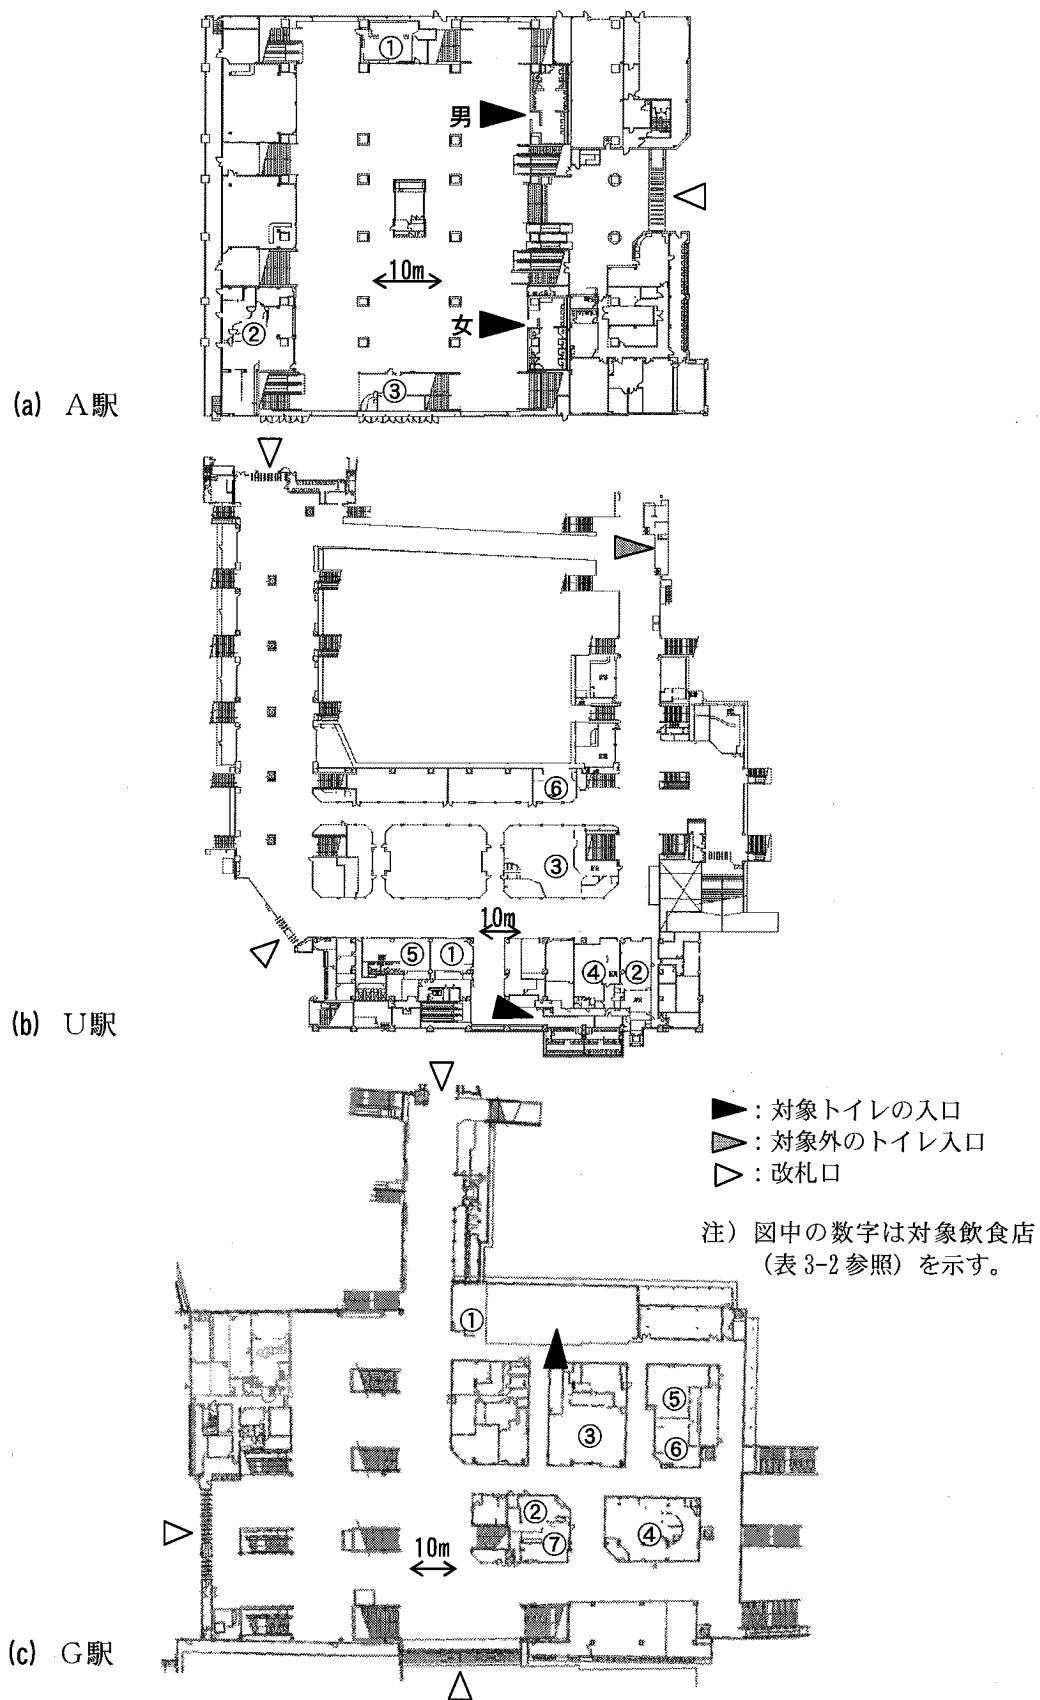 ①
男
10m
②
女
③
(a) A駅
⑥
③
10m
⑤
①
④
②
(b) U駅
:対象トイレの入口
:対象外のトイレ入口
:改札口
注) 図中の数字は対象飲食店
(表3-2参照)を示す。
①
⑤
③
⑥
②
④
⑦
10m
(c) G駅